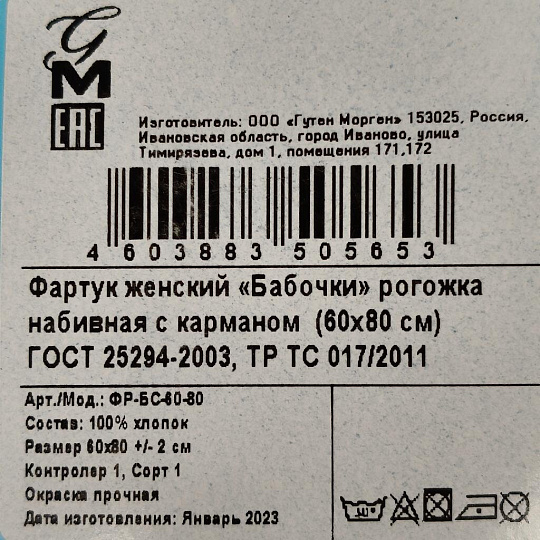 GM
EAC
Изготовитель: ООО «Гутен Морген» 153025, Россия,
Ивановская область, город Иваново, улица
Тимирязева, дом 1, помещения 171,172
4 603883 505653
Фартук женский «Бабочки» рогожка
набивная с карманом (60х80 см)
ГОСТ 25294-2003, ТР ТС 017/2011
Арт./Мод.: ФР-БС-60-80
Состав: 100% хлопок
Размер 60х80 +/- 2 см
Контролер 1, Сорт 1
Окраска прочная
Дата изготовления: Январь 2023